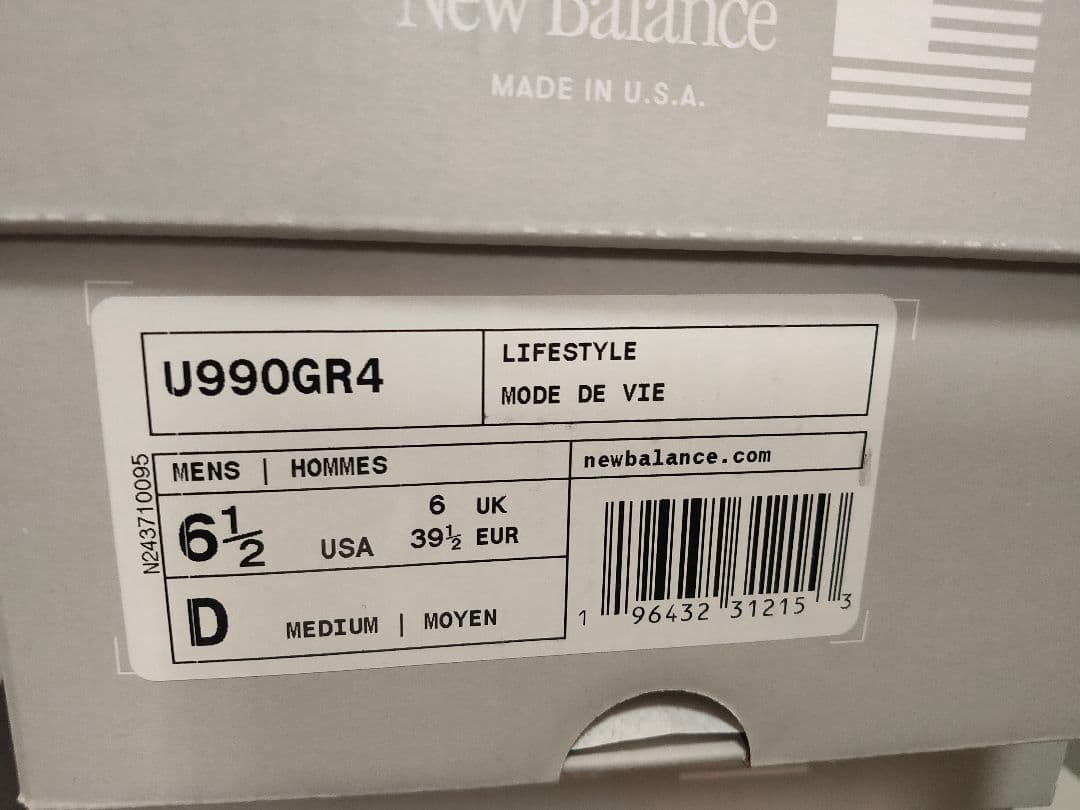 New Balance
MADE IN U.S.A.
U990GR4
LIFESTYLE
MODE DE VIE
MENS | HOMMES
newbalance.com
6½ USA
6 UK
39½ EUR
D MEDIUM | MOYEN
N243710095
1 96432 31215 3